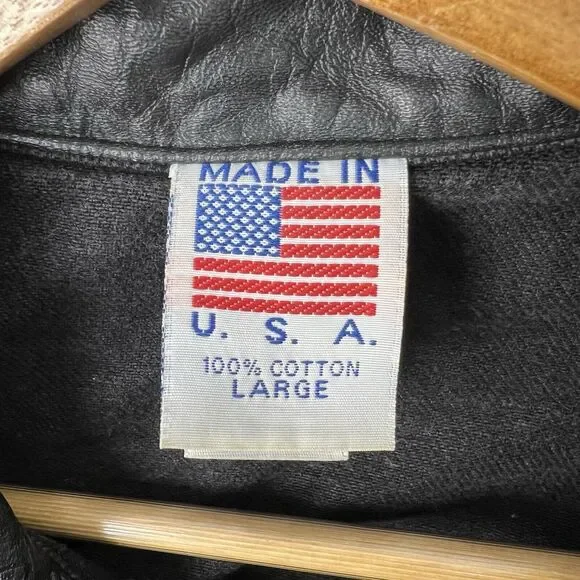 MADE IN
U. S. A.
100% COTTON
LARGE